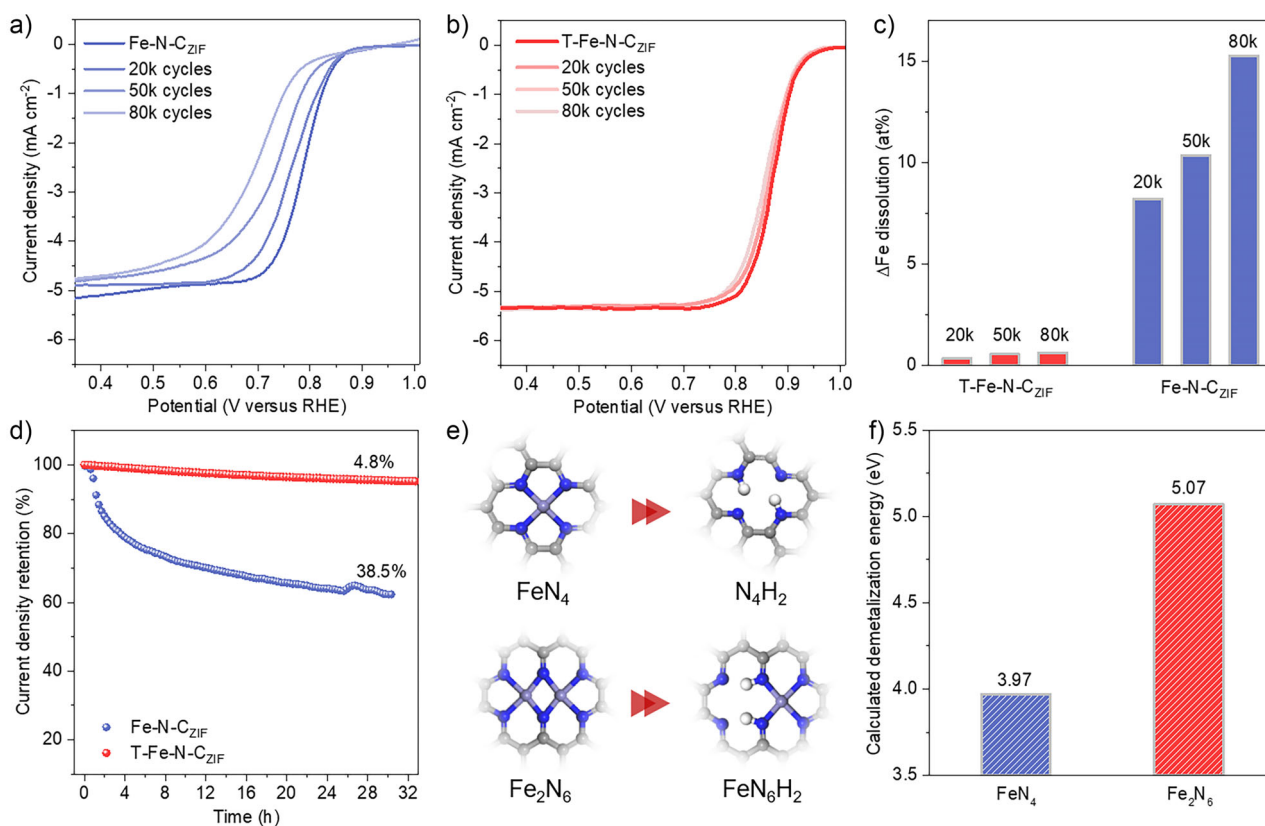 a)
Fe-N-C_ZIF
20k cycles
50k cycles
80k cycles
0
-1
-2
-3
-4
-5
-6
Current density (mA cm⁻²)
0.4 0.5 0.6 0.7 0.8 0.9 1.0
Potential (V versus RHE)
b)
T-Fe-N-C_ZIF
20k cycles
50k cycles
80k cycles
0
-1
-2
-3
-4
-5
-6
Current density (mA cm⁻²)
0.4 0.5 0.6 0.7 0.8 0.9 1.0
Potential (V versus RHE)
c)
15
10
5
0
ΔFe dissolution (at%)
20k 50k 80k
20k 50k 80k
T-Fe-N-C_ZIF Fe-N-C_ZIF
d)
100
80
60
40
20
Current density retention (%)
4.8%
38.5%
Fe-N-C_ZIF
T-Fe-N-C_ZIF
0 4 8 12 16 20 24 28 32
Time (h)
e)
FeN₄ N₄H₂
Fe₂N₆ FeN₆H₂
f)
5.5
5.0
4.5
4.0
3.5
Calculated demetalization energy (eV)
3.97
5.07
FeN₄ Fe₂N₆